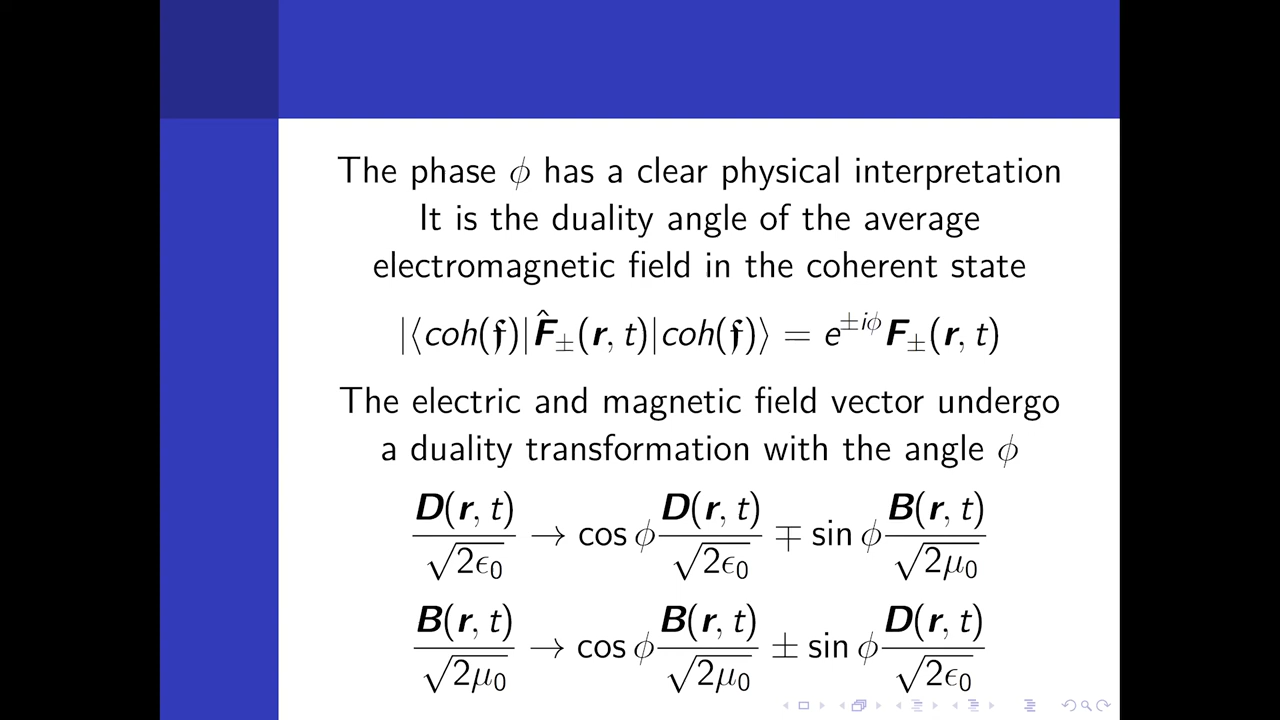 The phase ϕ has a clear physical interpretation
It is the duality angle of the average
electromagnetic field in the coherent state
|⟨coh(𝔣)|F̂±(r, t)|coh(𝔣)⟩ = e^{±iϕ} F±(r, t)
The electric and magnetic field vector undergo
a duality transformation with the angle ϕ
D(r, t)/√2ϵ₀ → cos ϕ D(r, t)/√2ϵ₀ ∓ sin ϕ B(r, t)/√2μ₀
B(r, t)/√2μ₀ → cos ϕ B(r, t)/√2μ₀ ± sin ϕ D(r, t)/√2ϵ₀